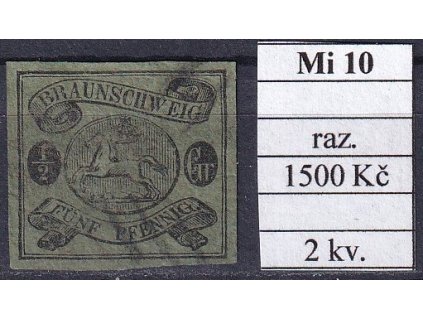 BRAUNSCHWEIG
1/2 Gr
FÜNF PFENNIG
Mi 10
raz.
1500 Kč
2 kv.